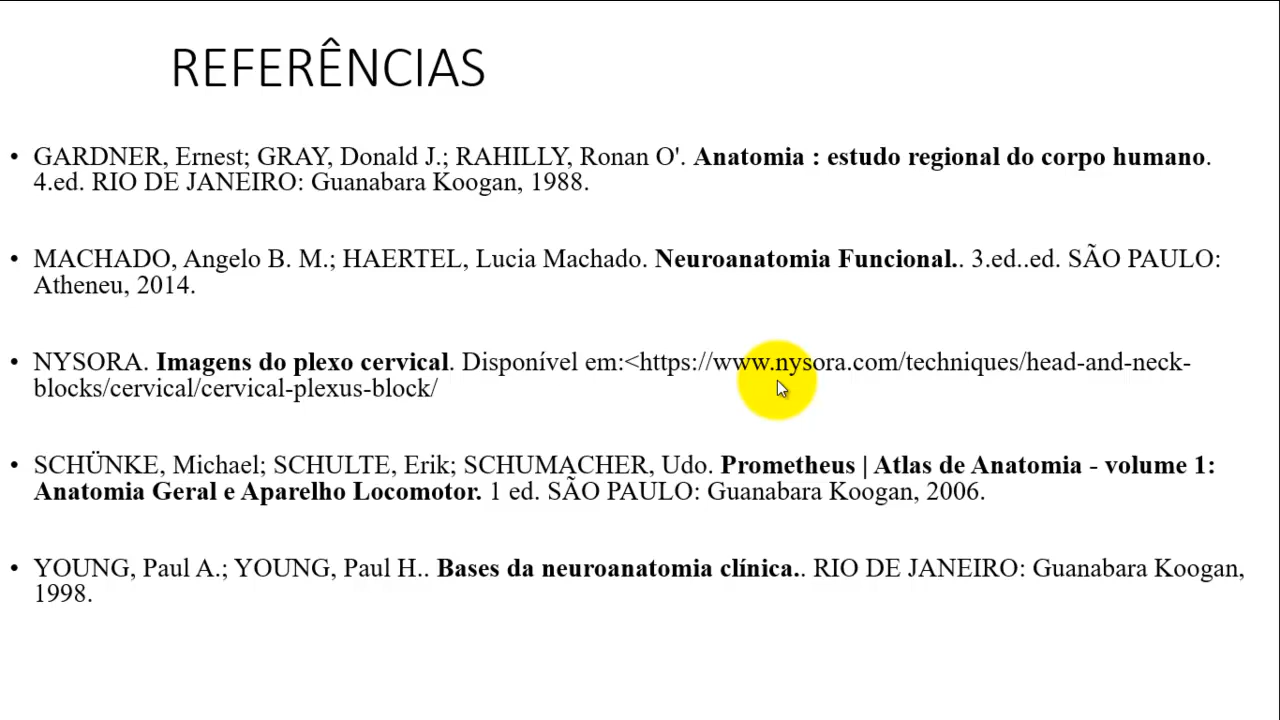 REFERÊNCIAS
• GARDNER, Ernest; GRAY, Donald J.; RAHILLY, Ronan O'. Anatomia : estudo regional do corpo humano.
4.ed. RIO DE JANEIRO: Guanabara Koogan, 1988.
• MACHADO, Angelo B. M.; HAERTEL, Lucia Machado. Neuroanatomia Funcional.. 3.ed..ed. SÃO PAULO:
Atheneu, 2014.
• NYSORA. Imagens do plexo cervical. Disponível em:<https://www.nysora.com/techniques/head-and-neck-
blocks/cervical/cervical-plexus-block/
• SCHÜNKE, Michael; SCHULTE, Erik; SCHUMACHER, Udo. Prometheus | Atlas de Anatomia - volume 1:
Anatomia Geral e Aparelho Locomotor. 1 ed. SÃO PAULO: Guanabara Koogan, 2006.
• YOUNG, Paul A.; YOUNG, Paul H.. Bases da neuroanatomia clínica.. RIO DE JANEIRO: Guanabara Koogan,
1998.